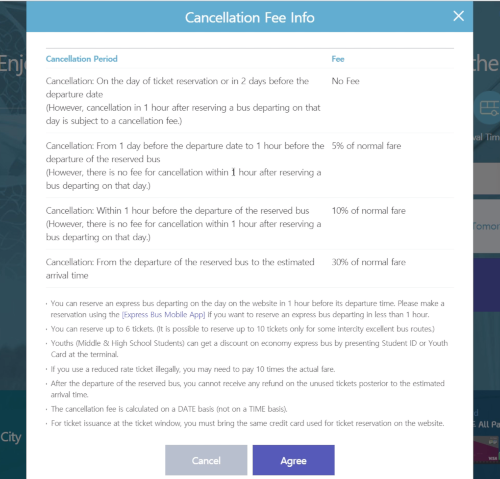 Cancellation Fee Info
Enj
the
Cancellation Period Fee
Cancellation: On the day of ticket reservation or in 2 days before the No Fee
departure date
(However, cancellation in 1 hour after reserving a bus departing on that
day is subject to a cancellation fee.)
val Tim
Cancellation: From 1 day before the departure date to 1 hour before the 5% of normal fare
departure of the reserved bus
(However, there is no fee for cancellation within 1 hour after reserving a
bus departing on that day.)
Cancellation: Within 1 hour before the departure of the reserved bus 10% of normal fare
(However, there is no fee for cancellation within 1 hour after reserving a
bus departing on that day.)
Tomor
Cancellation: From the departure of the reserved bus to the estimated 30% of normal fare
arrival time
· You can reserve an express bus departing on the day on the website in 1 hour before its departure time. Please make a
reservation using the [Express Bus Mobile App] if you want to reserve an express bus departing in less than 1 hour.
· You can reserve up to 6 tickets. (It is possible to reserve up to 10 tickets only for some intercity excellent bus routes.)
· Youths (Middle & High School Students) can get a discount on economy express bus by presenting Student ID or Youth
Card at the terminal.
· If you use a reduced rate ticket illegally, you may need to pay 10 times the actual fare.
· After the departure of the reserved bus, you cannot receive any refund on the unused tickets posterior to the estimated
arrival time.
· The cancellation fee is calculated on a DATE basis (not on a TIME basis).
· For ticket issuance at the ticket window, you must bring the same credit card used for ticket reservation on the website.
All Pa
City
Cancel Agree